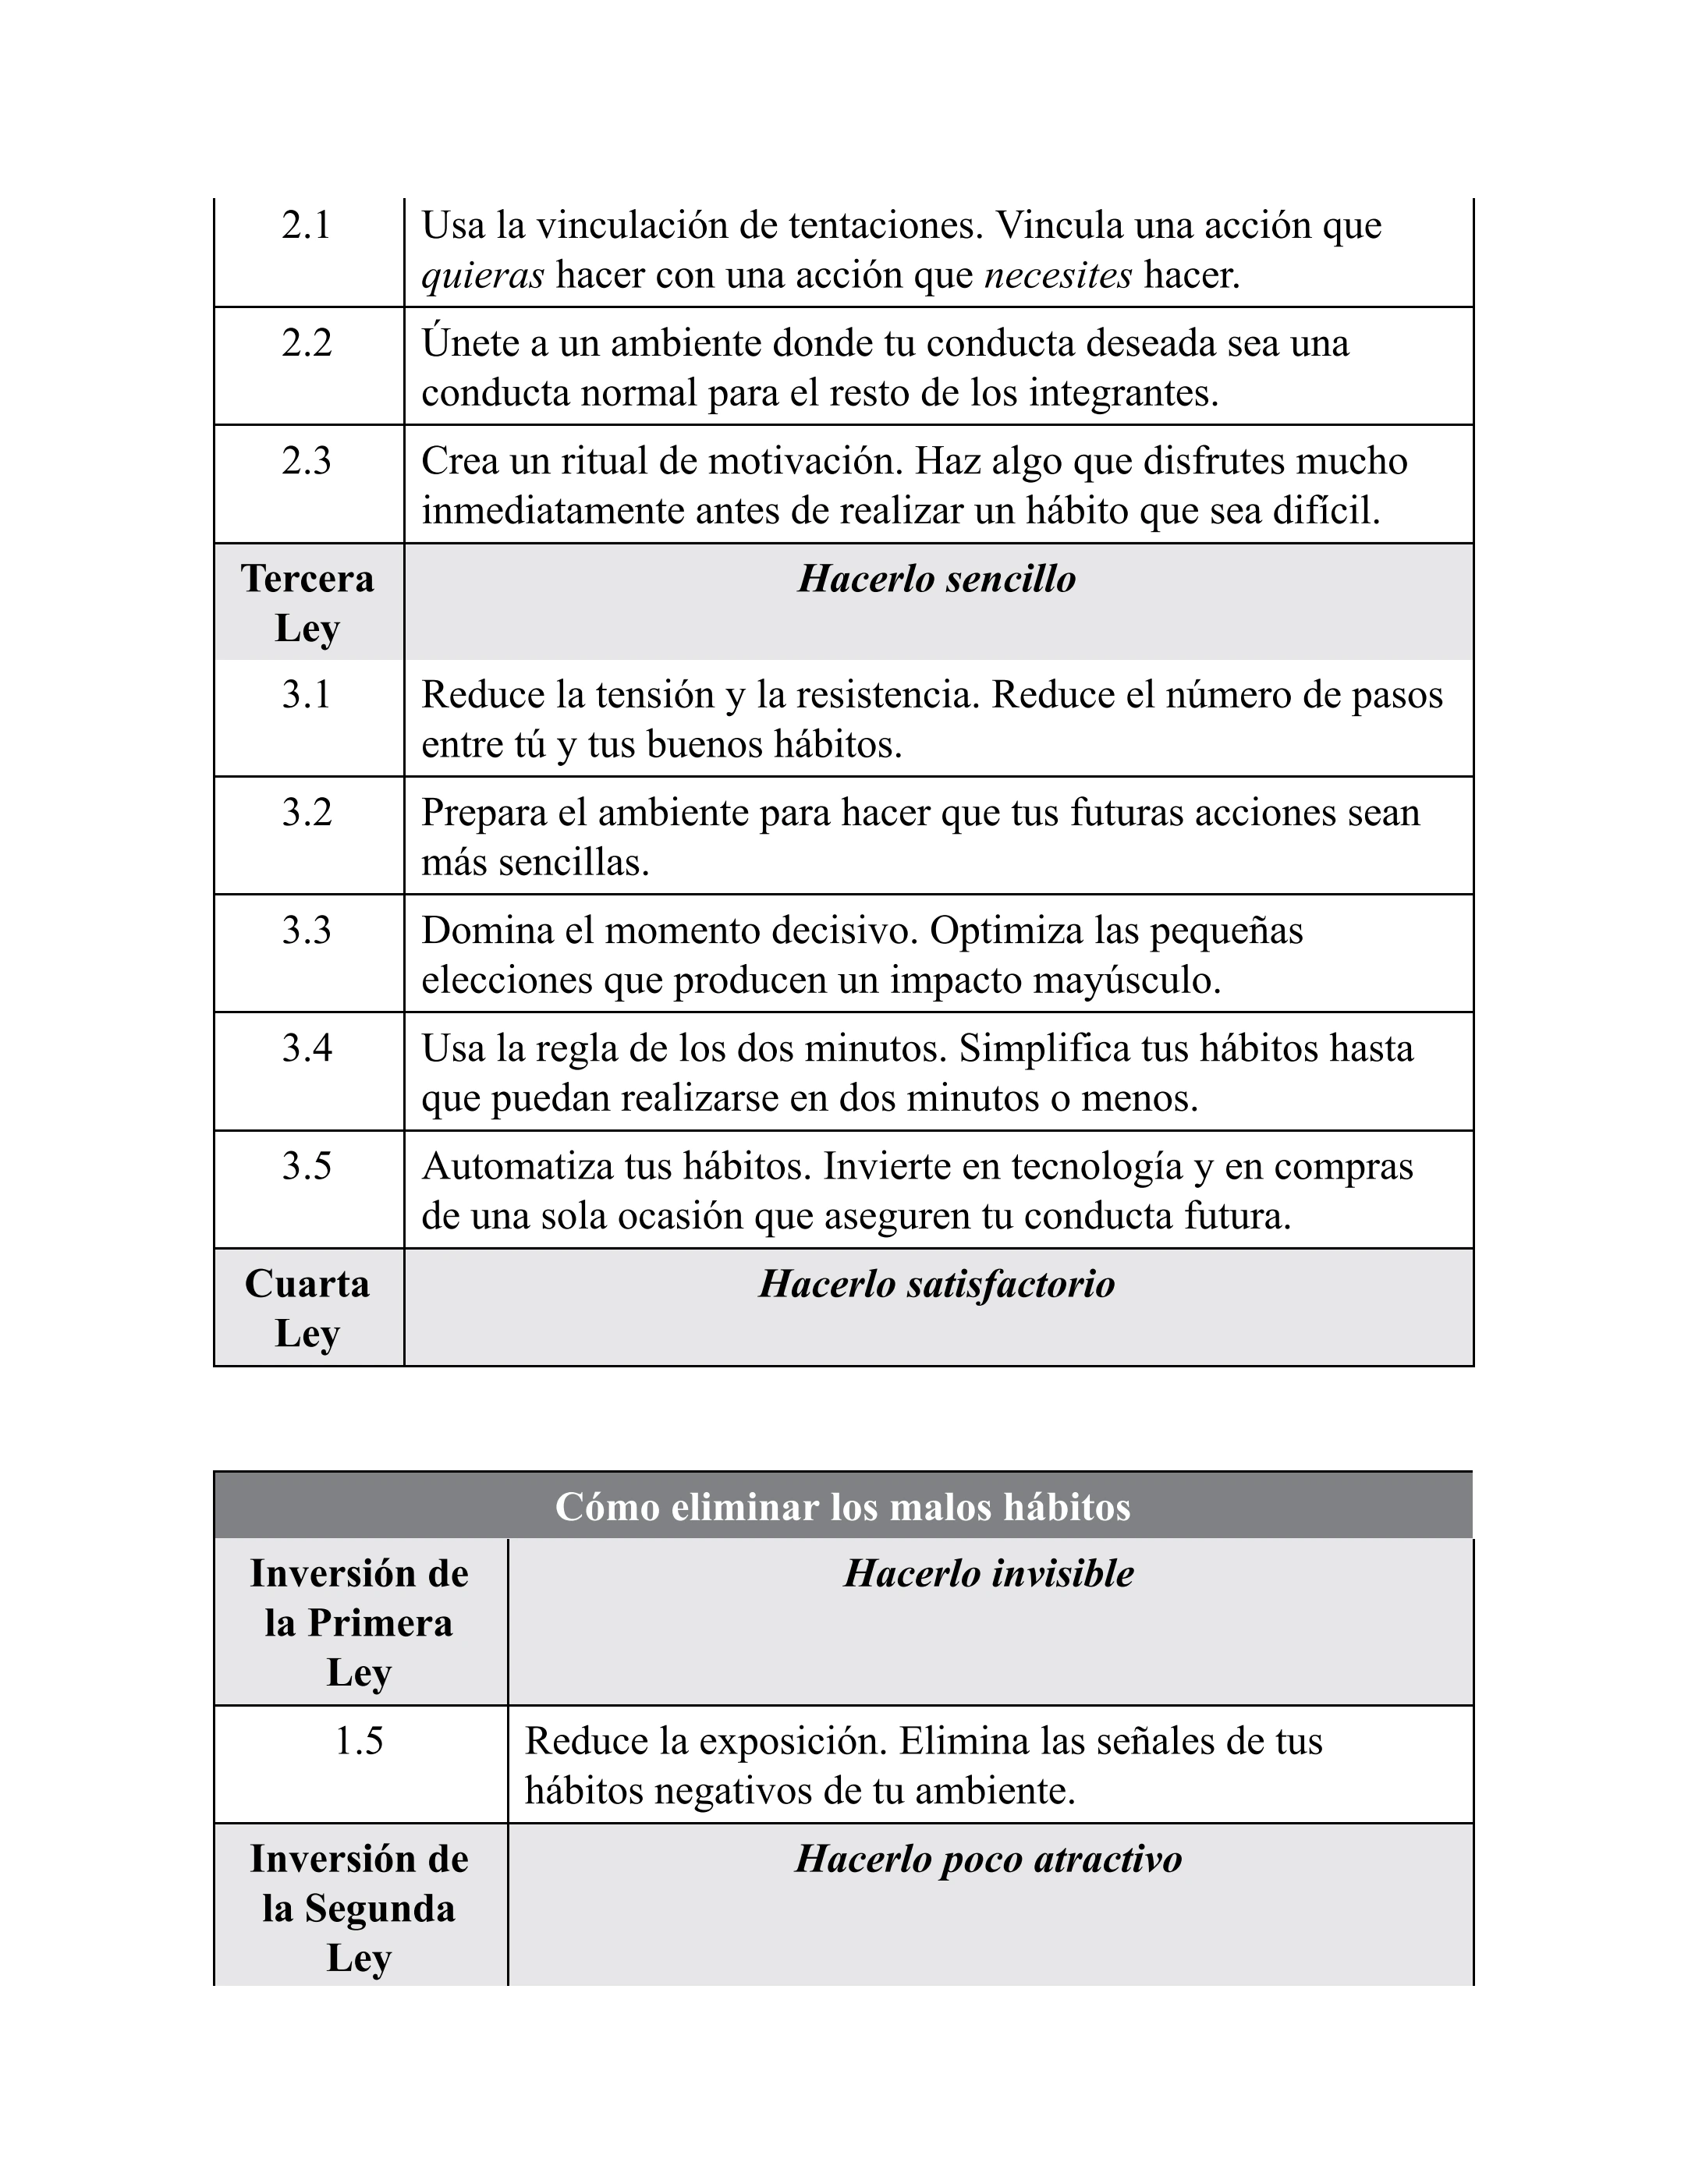 2.1 Usa la vinculación de tentaciones. Vincula una acción que
quieras hacer con una acción que necesites hacer.
2.2 Únete a un ambiente donde tu conducta deseada sea una
conducta normal para el resto de los integrantes.
2.3 Crea un ritual de motivación. Haz algo que disfrutes mucho
inmediatamente antes de realizar un hábito que sea difícil.
Tercera Hacerlo sencillo
Ley
3.1 Reduce la tensión y la resistencia. Reduce el número de pasos
entre tú y tus buenos hábitos.
3.2 Prepara el ambiente para hacer que tus futuras acciones sean
más sencillas.
3.3 Domina el momento decisivo. Optimiza las pequeñas
elecciones que producen un impacto mayúsculo.
3.4 Usa la regla de los dos minutos. Simplifica tus hábitos hasta
que puedan realizarse en dos minutos o menos.
3.5 Automatiza tus hábitos. Invierte en tecnología y en compras
de una sola ocasión que aseguren tu conducta futura.
Cuarta Hacerlo satisfactorio
Ley
Cómo eliminar los malos hábitos
Inversión de Hacerlo invisible
la Primera
Ley
1.5 Reduce la exposición. Elimina las señales de tus
hábitos negativos de tu ambiente.
Inversión de Hacerlo poco atractivo
la Segunda
Ley